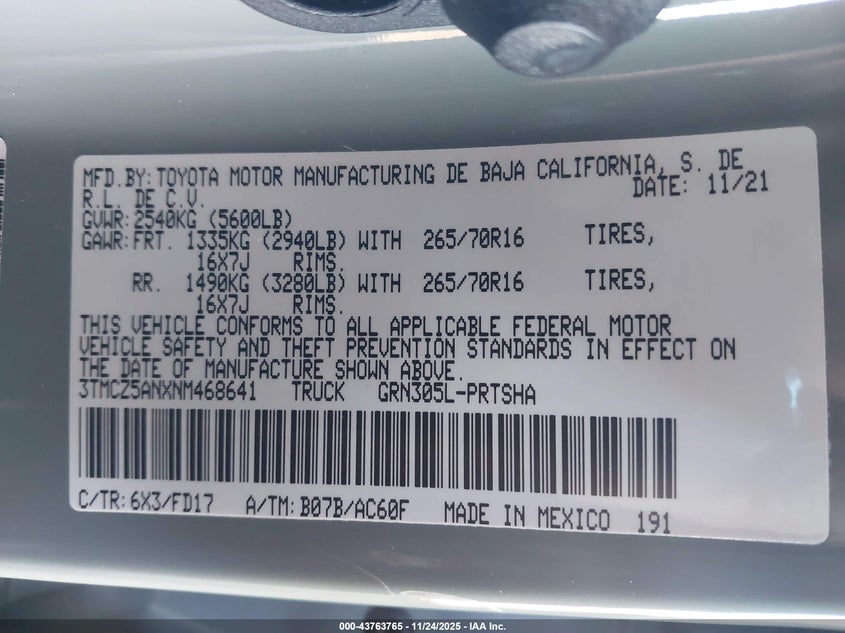 MFD.BY: TOYOTA MOTOR MANUFACTURING DE BAJA CALIFORNIA, S. DE
R.L. DE C.V. DATE: 11/21
GVWR: 2540KG (5600LB)
GAWR: FRT. 1335KG (2940LB) WITH 265/70R16 TIRES,
16X7J RIMS.
RR. 1490KG (3280LB) WITH 265/70R16 TIRES,
16X7J RIMS.
THIS VEHICLE CONFORMS TO ALL APPLICABLE FEDERAL MOTOR
VEHICLE SAFETY AND THEFT PREVENTION STANDARDS IN EFFECT ON
THE DATE OF MANUFACTURE SHOWN ABOVE.
3TMCZ5ANXNM468641 TRUCK GRN305L-PRTSHA
C/TR: 6X3/FD17 A/TM: B07B/AC60F MADE IN MEXICO 191
000-43763765 - 11/24/2025 - IAA Inc.